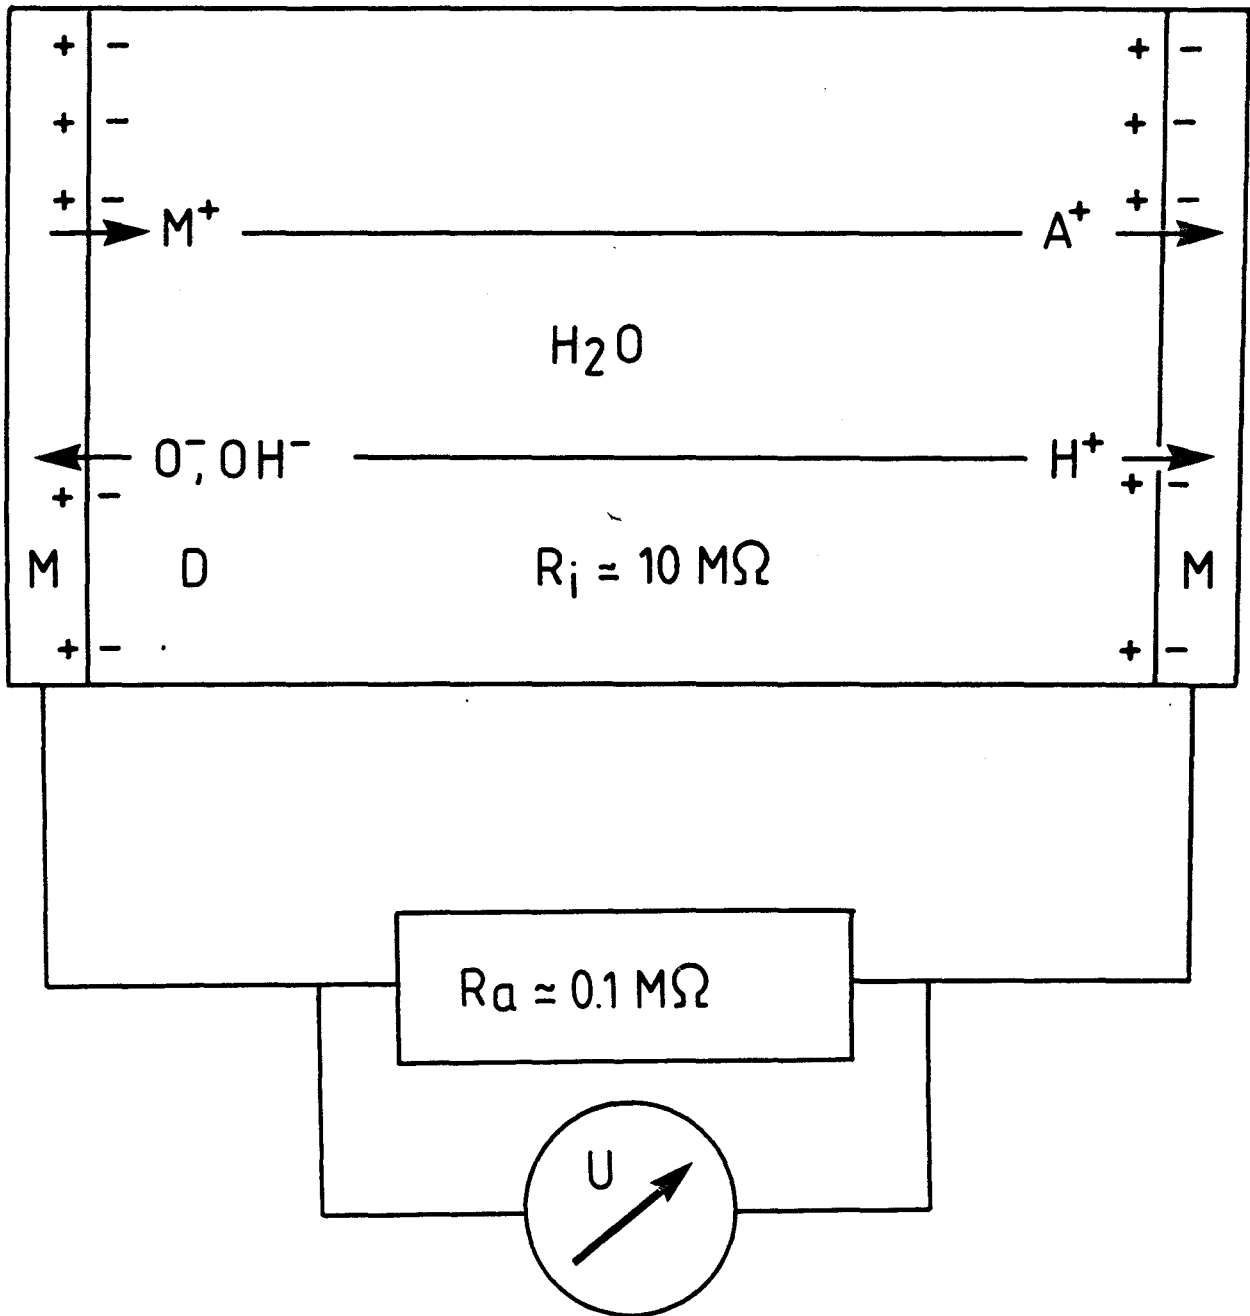 + - + -
+ - + -
+ - + -
M⁺ A⁺
H₂O
O⁻, OH⁻ H⁺
+ - + -
M D Rᵢ ≃ 10 MΩ M
+ - + -
Ra ≃ 0.1 MΩ
U